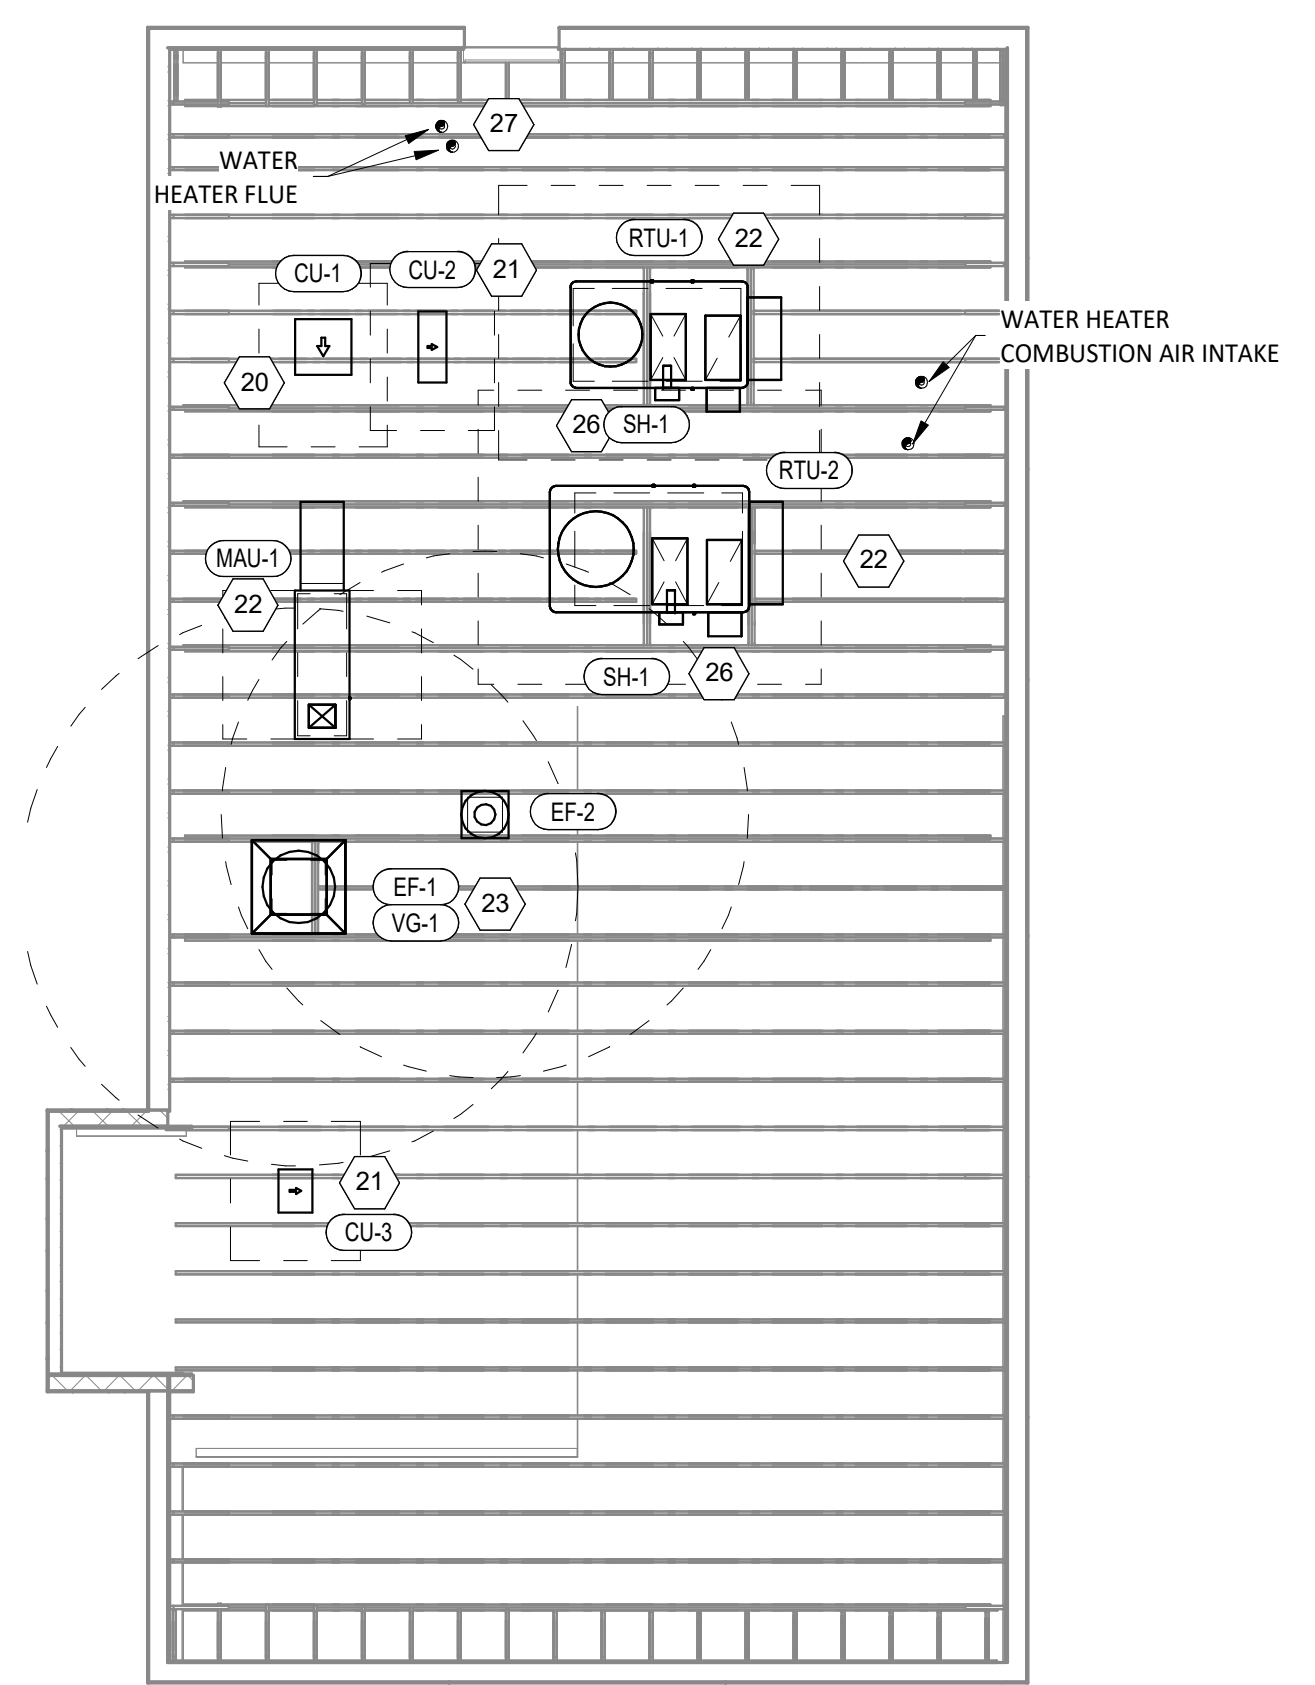 27
WATER
HEATER FLUE
RTU-1
22
CU-1
CU-2
21
WATER HEATER
COMBUSTION AIR INTAKE
20
26
SH-1
RTU-2
MAU-1
22
22
SH-1
26
EF-2
EF-1
VG-1
23
21
CU-3